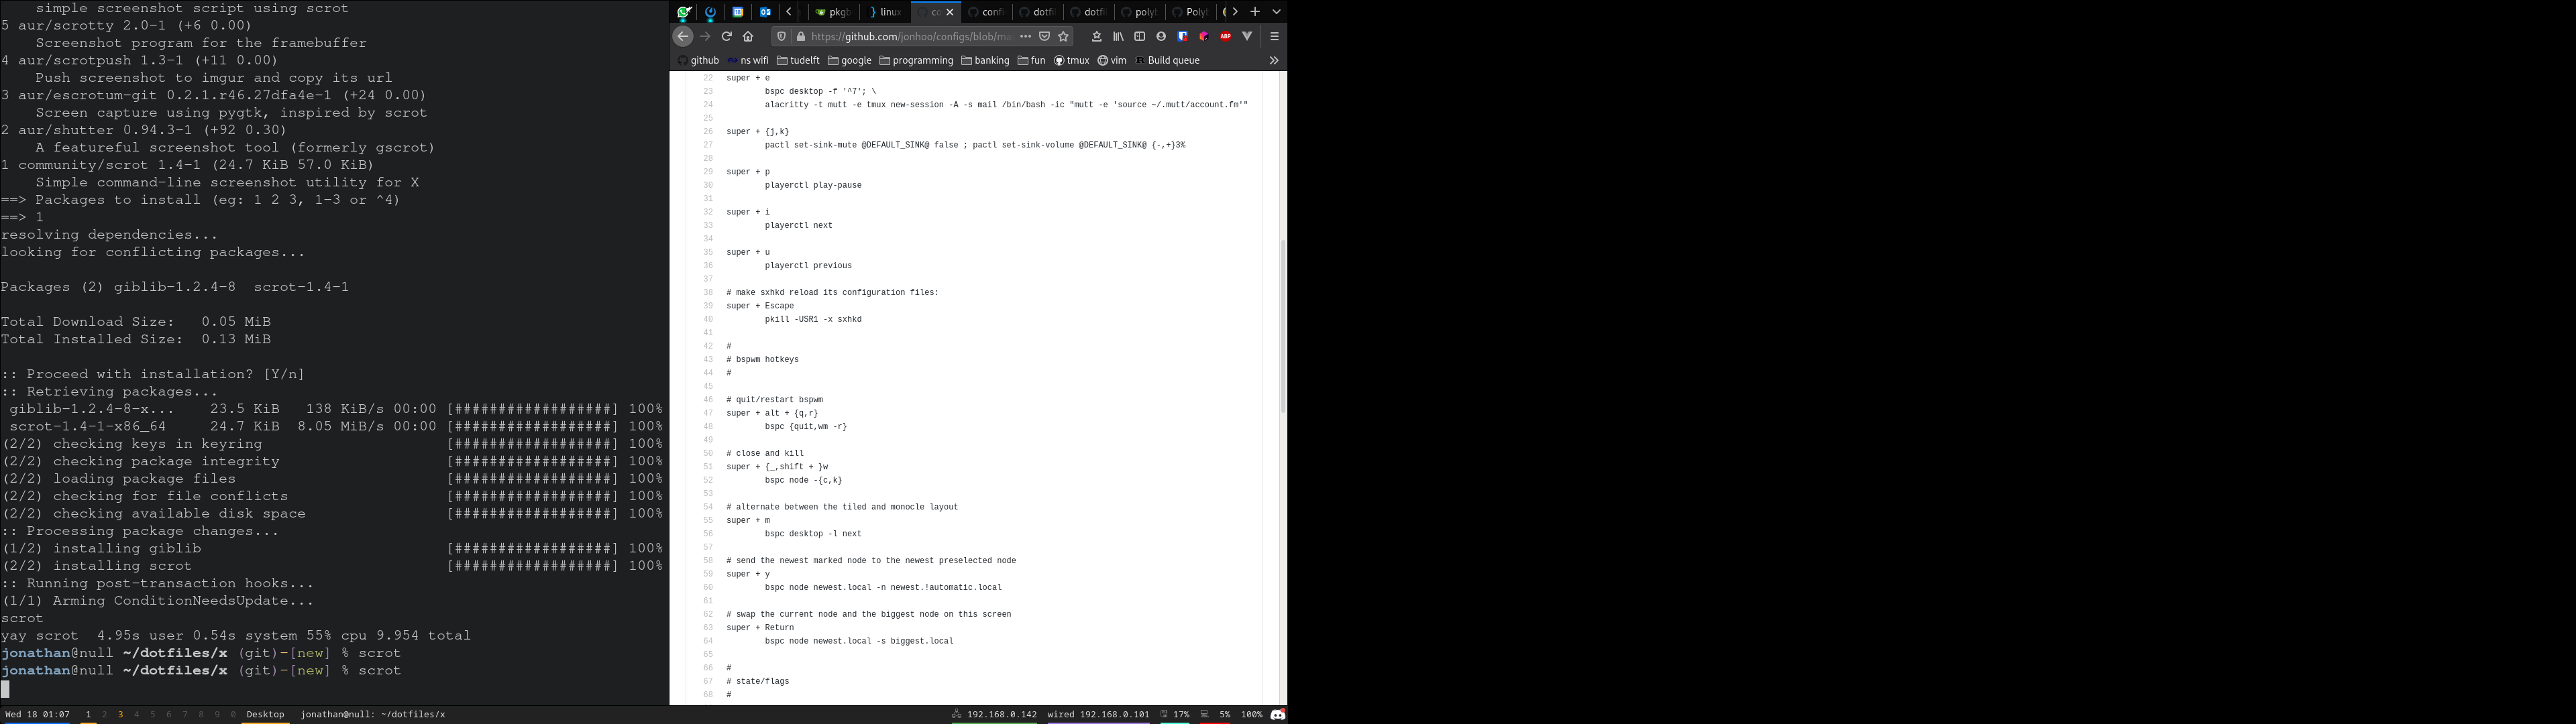 simple screenshot script using scrot
5 aur/scrotty 2.0-1 (+6 0.00)
Screenshot program for the framebuffer
4 aur/scrotpush 1.3-1 (+11 0.00)
Push screenshot to imgur and copy its url
3 aur/escrotum-git 0.2.1.r46.27dfa4e-1 (+24 0.00)
Screen capture using pygtk, inspired by scrot
2 aur/shutter 0.94.3-1 (+92 0.30)
A featureful screenshot tool (formerly gscrot)
1 community/scrot 1.4-1 (24.7 KiB 57.0 KiB)
Simple command-line screenshot utility for X
==> Packages to install (eg: 1 2 3, 1-3 or ^4)
==> 1
resolving dependencies...
looking for conflicting packages...
Packages (2) giblib-1.2.4-8  scrot-1.4-1
Total Download Size:   0.05 MiB
Total Installed Size:  0.13 MiB
:: Proceed with installation? [Y/n]
:: Retrieving packages...
giblib-1.2.4-8-x...    23.5 KiB   138 KiB/s 00:00 [##################] 100%
scrot-1.4-1-x86_64     24.7 KiB  8.05 MiB/s 00:00 [##################] 100%
(2/2) checking keys in keyring [##################] 100%
(2/2) checking package integrity [##################] 100%
(2/2) loading package files [##################] 100%
(2/2) checking for file conflicts [##################] 100%
(2/2) checking available disk space [##################] 100%
:: Processing package changes...
(1/2) installing giblib [##################] 100%
(2/2) installing scrot [##################] 100%
:: Running post-transaction hooks...
(1/1) Arming ConditionNeedsUpdate...
scrot
yay scrot  4.95s user 0.54s system 55% cpu 9.954 total
jonathan@null ~/dotfiles/x (git)-[new] % scrot
jonathan@null ~/dotfiles/x (git)-[new] % scrot
pkgb linux co confi dotfi dotfi polyb Polyb
https://github.com/jonhoo/configs/blob/ma ABP
github ns wifi tudelft google programming banking fun tmux vim Build queue
22 super + e
23 bspc desktop -f '^7'; \
24 alacritty -t mutt -e tmux new-session -A -s mail /bin/bash -ic "mutt -e 'source ~/.mutt/account.fm'"
25
26 super + {j,k}
27 pactl set-sink-mute @DEFAULT_SINK@ false ; pactl set-sink-volume @DEFAULT_SINK@ {-,+}3%
28
29 super + p
30 playerctl play-pause
31
32 super + i
33 playerctl next
34
35 super + u
36 playerctl previous
37
38 # make sxhkd reload its configuration files:
39 super + Escape
40 pkill -USR1 -x sxhkd
41
42 #
43 # bspwm hotkeys
44 #
45
46 # quit/restart bspwm
47 super + alt + {q,r}
48 bspc {quit,wm -r}
49
50 # close and kill
51 super + {_,shift + }w
52 bspc node -{c,k}
53
54 # alternate between the tiled and monocle layout
55 super + m
56 bspc desktop -l next
57
58 # send the newest marked node to the newest preselected node
59 super + y
60 bspc node newest.local -n newest.!automatic.local
61
62 # swap the current node and the biggest node on this screen
63 super + Return
64 bspc node newest.local -s biggest.local
65
66 #
67 # state/flags
68 #
Wed 18 01:07 1 2 3 4 5 6 7 8 9 0 Desktop jonathan@null: ~/dotfiles/x 192.168.0.142 wired 192.168.0.101 17% 5% 100%